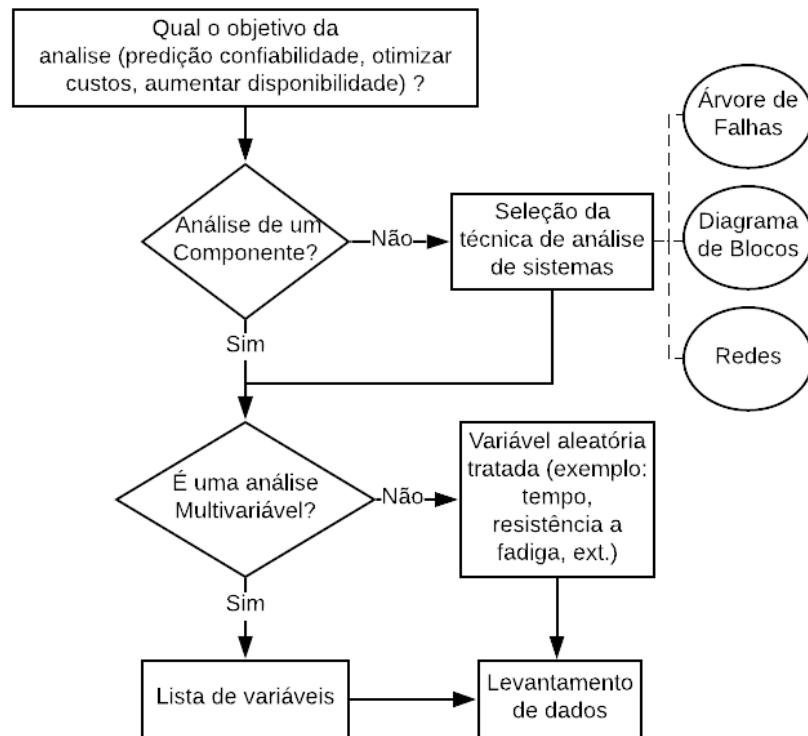 Qual o objetivo da
analise (predição confiabilidade, otimizar
custos, aumentar disponibilidade) ?
Árvore de
Falhas
Análise de um
Componente?
Não
Seleção da
técnica de análise
de sistemas
Diagrama
de Blocos
Sim
Redes
É uma análise
Multivariável?
Não
Variável aleatória
tratada (exemplo:
tempo,
resistência a
fadiga, ext.)
Sim
Lista de variáveis
Levantamento
de dados